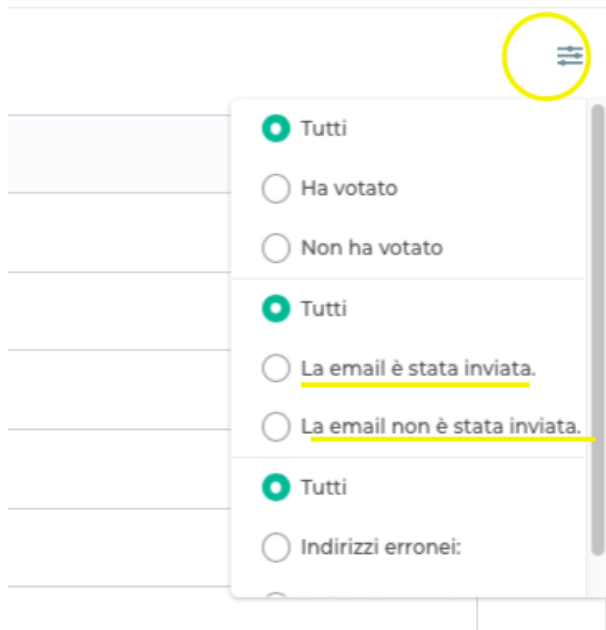 Tutti
Ha votato
Non ha votato
Tutti
La email è stata inviata.
La email non è stata inviata.
Tutti
Indirizzi erronei: